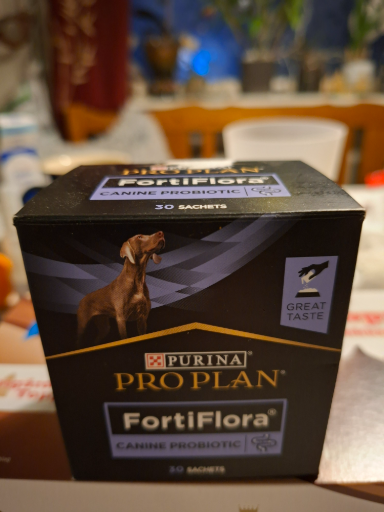 PRO PLAN
FortiFlora®
CANINE PROBIOTIC
30 SACHETS
GREAT
TASTE
PURINA®
PRO PLAN®
FortiFlora®
CANINE PROBIOTIC
30 SACHETS